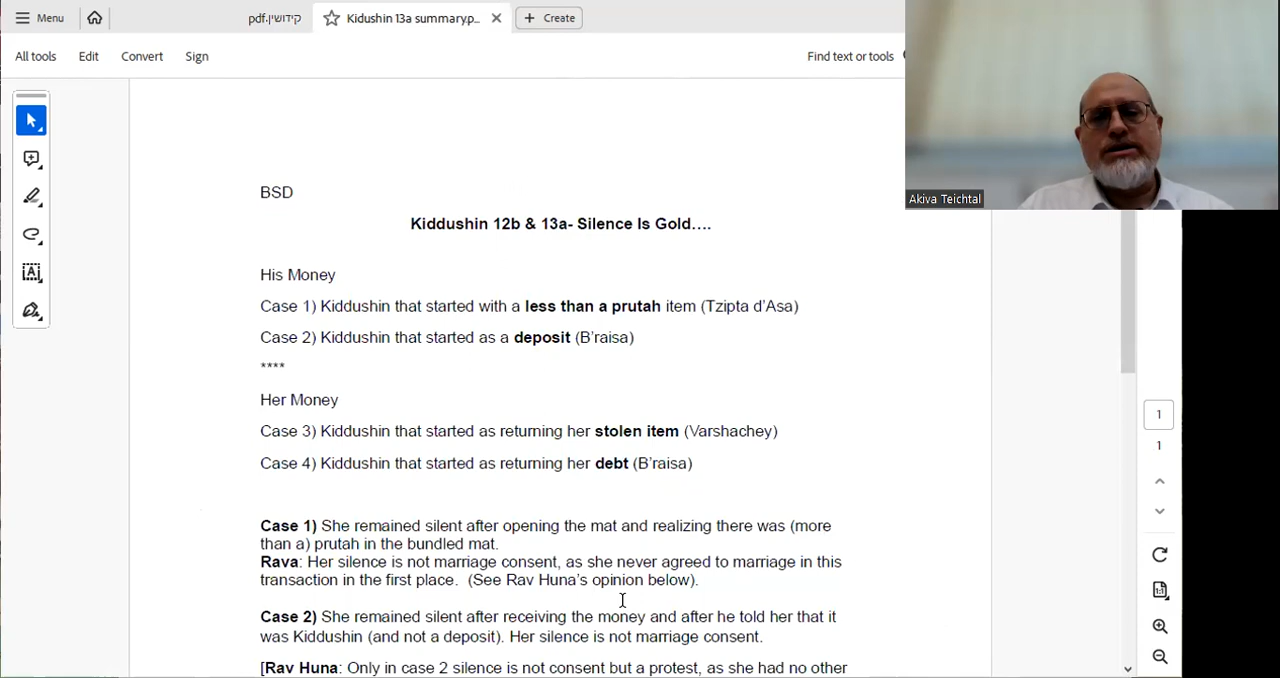 Menu
קידושין.pdf
Kidushin 13a summary.p...
Create
All tools
Edit
Convert
Sign
Find text or tools
Akiva Teichtal
BSD
Kiddushin 12b & 13a- Silence Is Gold….
His Money
Case 1) Kiddushin that started with a less than a prutah item (Tzipta d’Asa)
Case 2) Kiddushin that started as a deposit (B’raisa)
****
Her Money
Case 3) Kiddushin that started as returning her stolen item (Varshachey)
Case 4) Kiddushin that started as returning her debt (B’raisa)
Case 1) She remained silent after opening the mat and realizing there was (more
than a) prutah in the bundled mat.
Rava: Her silence is not marriage consent, as she never agreed to marriage in this
transaction in the first place.  (See Rav Huna’s opinion below).
Case 2) She remained silent after receiving the money and after he told her that it
was Kiddushin (and not a deposit). Her silence is not marriage consent.
[Rav Huna: Only in case 2 silence is not consent but a protest, as she had no other
1
1